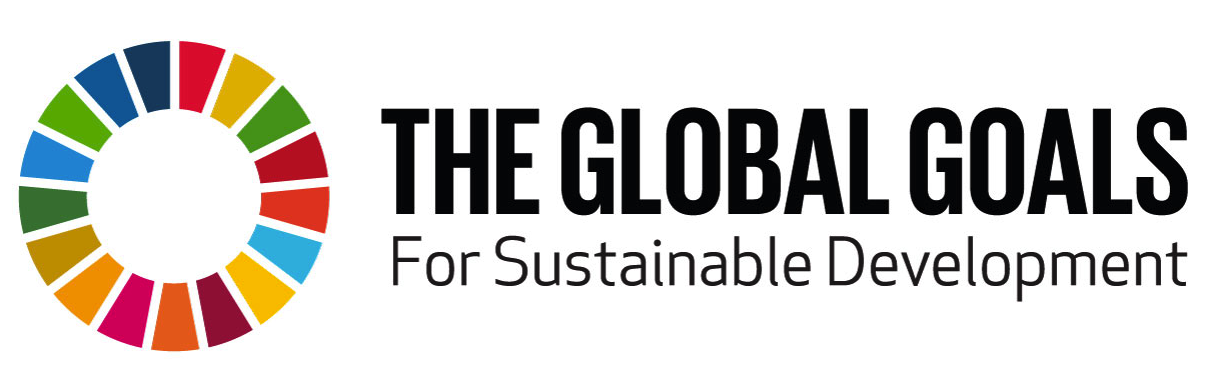 THE GLOBAL GOALS
For Sustainable Development